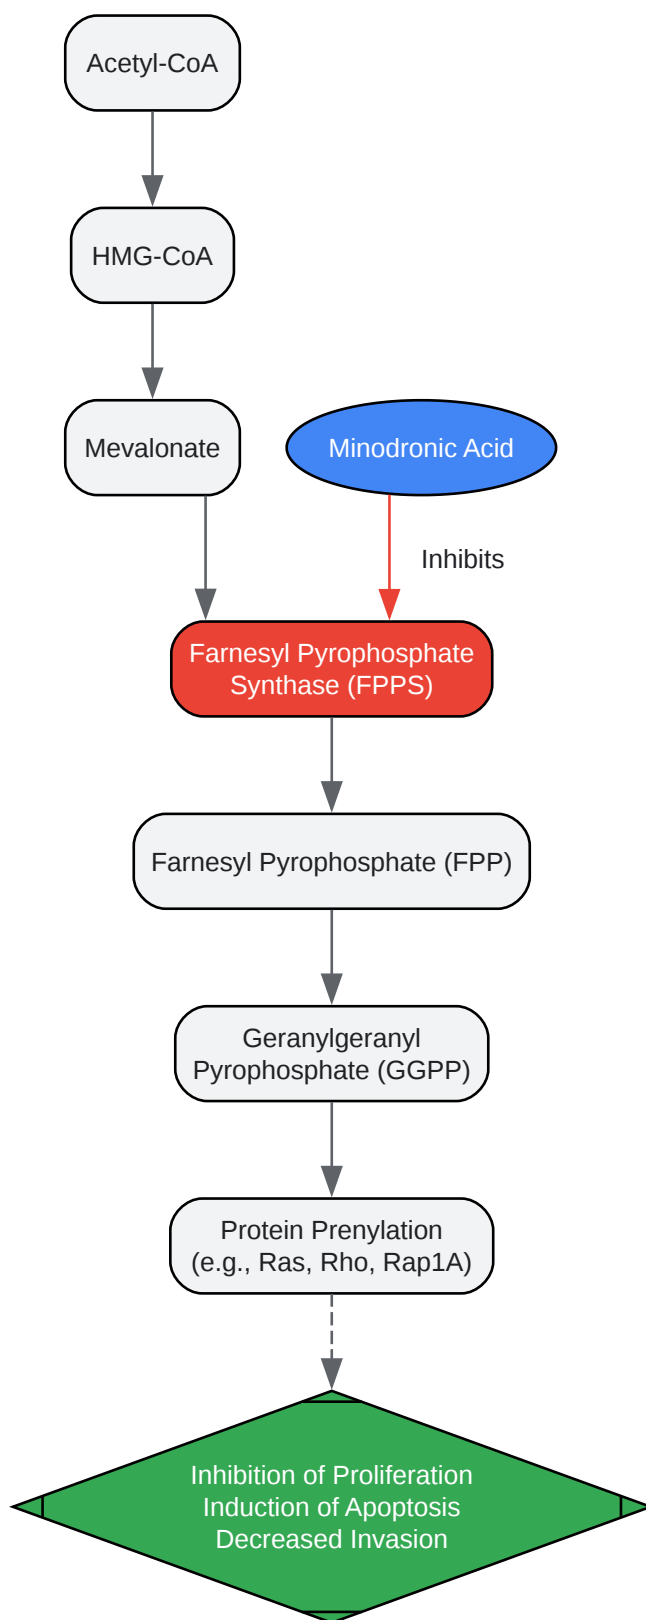 Acetyl-CoA
HMG-CoA
Mevalonate
Minodronic Acid
Inhibits
Farnesyl Pyrophosphate
Synthase (FPPS)
Farnesyl Pyrophosphate (FPP)
Geranylgeranyl
Pyrophosphate (GGPP)
Protein Prenylation
(e.g., Ras, Rho, Rap1A)
Inhibition of Proliferation
Induction of Apoptosis
Decreased Invasion